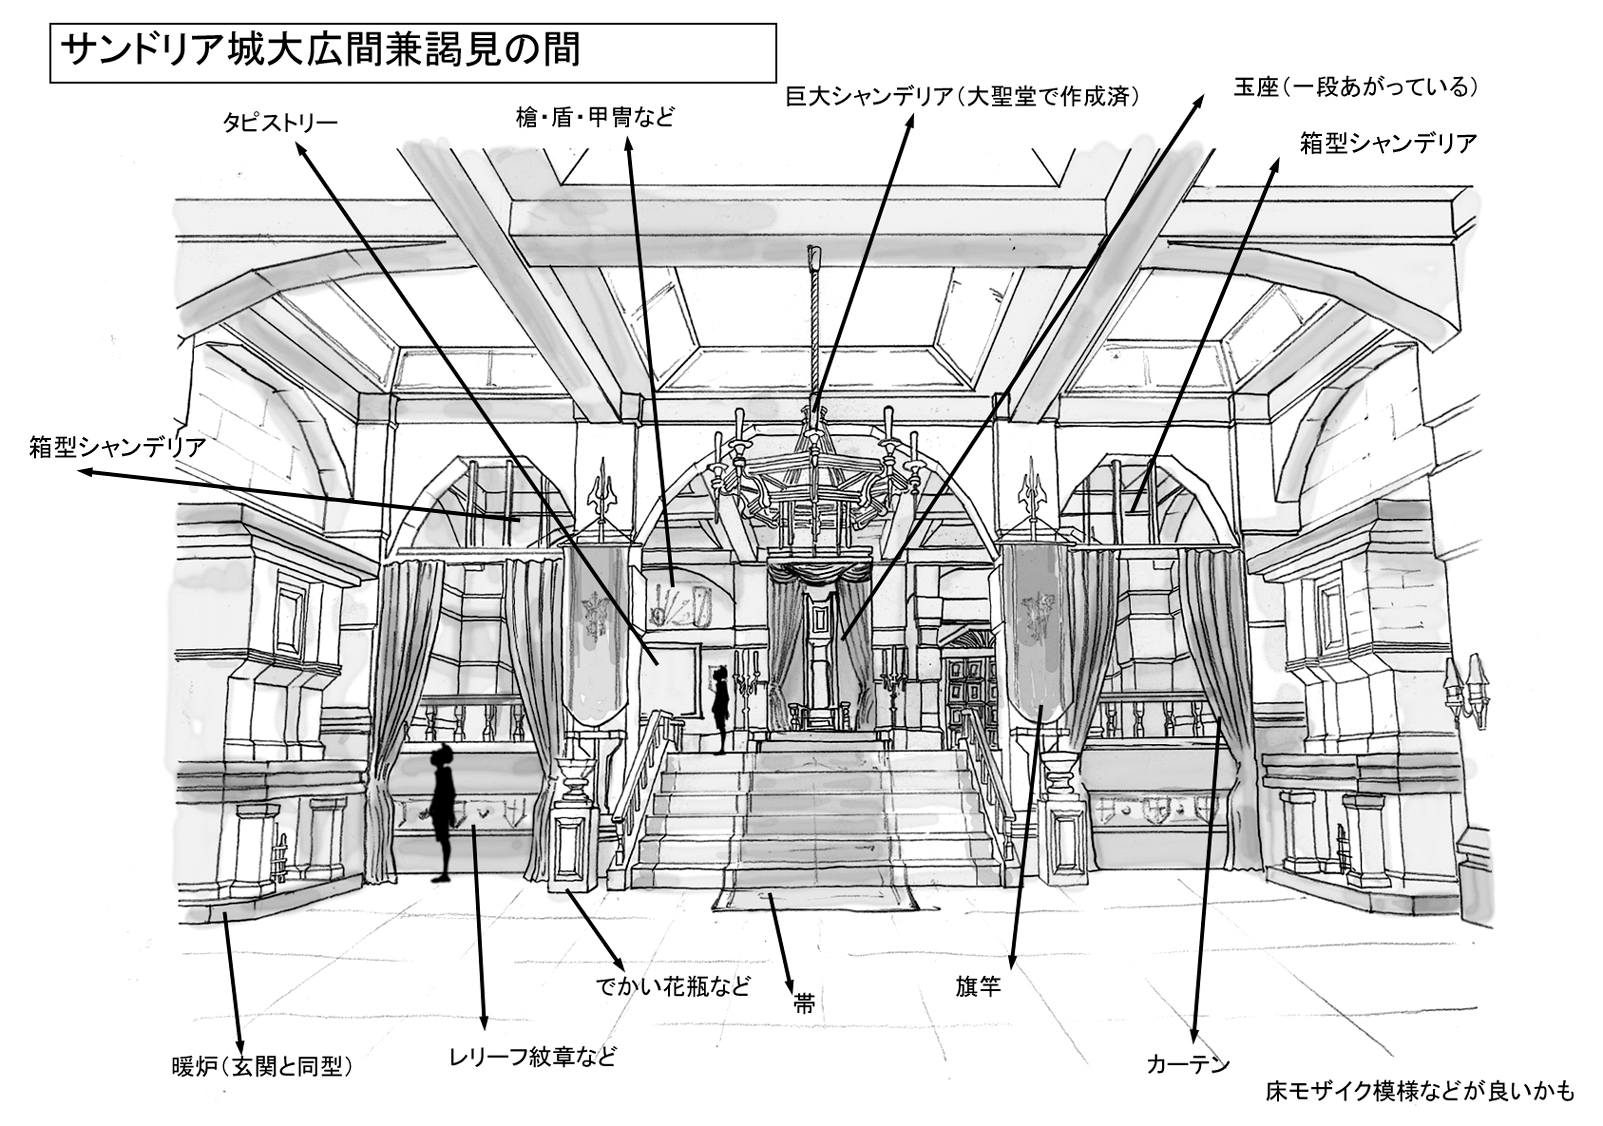 サンドリア城大広間兼謁見の間
タピストリー
槍・盾・甲冑など
巨大シャンデリア（大聖堂で作成済）
玉座（一段あがっている）
箱型シャンデリア
箱型シャンデリア
でかい花瓶など
帯
旗竿
暖炉（玄関と同型）
レリーフ紋章など
カーテン
床モザイク模様などが良いかも